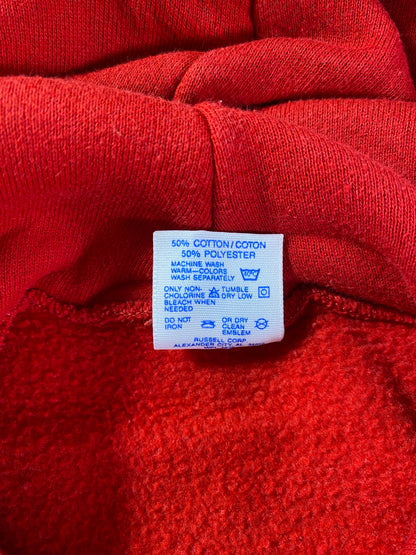 50% COTTON/COTON
50% POLYESTER
MACHINE WASH
WARM-COLORS
WASH SEPARATELY
ONLY NON- TUMBLE
CHOLORINE DRY LOW
BLEACH WHEN
NEEDED
DO NOT OR DRY
IRON CLEAN
EMBLEM
RUSSELL CORP
ALEXANDER CITY, AL